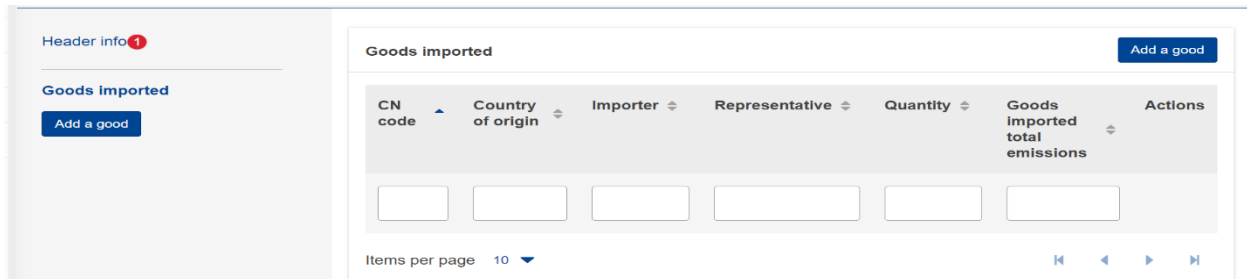 Header info 1
Goods imported
Add a good
Goods imported
Add a good
CN code
Country of origin
Importer
Representative
Quantity
Goods imported total emissions
Actions
Items per page 10